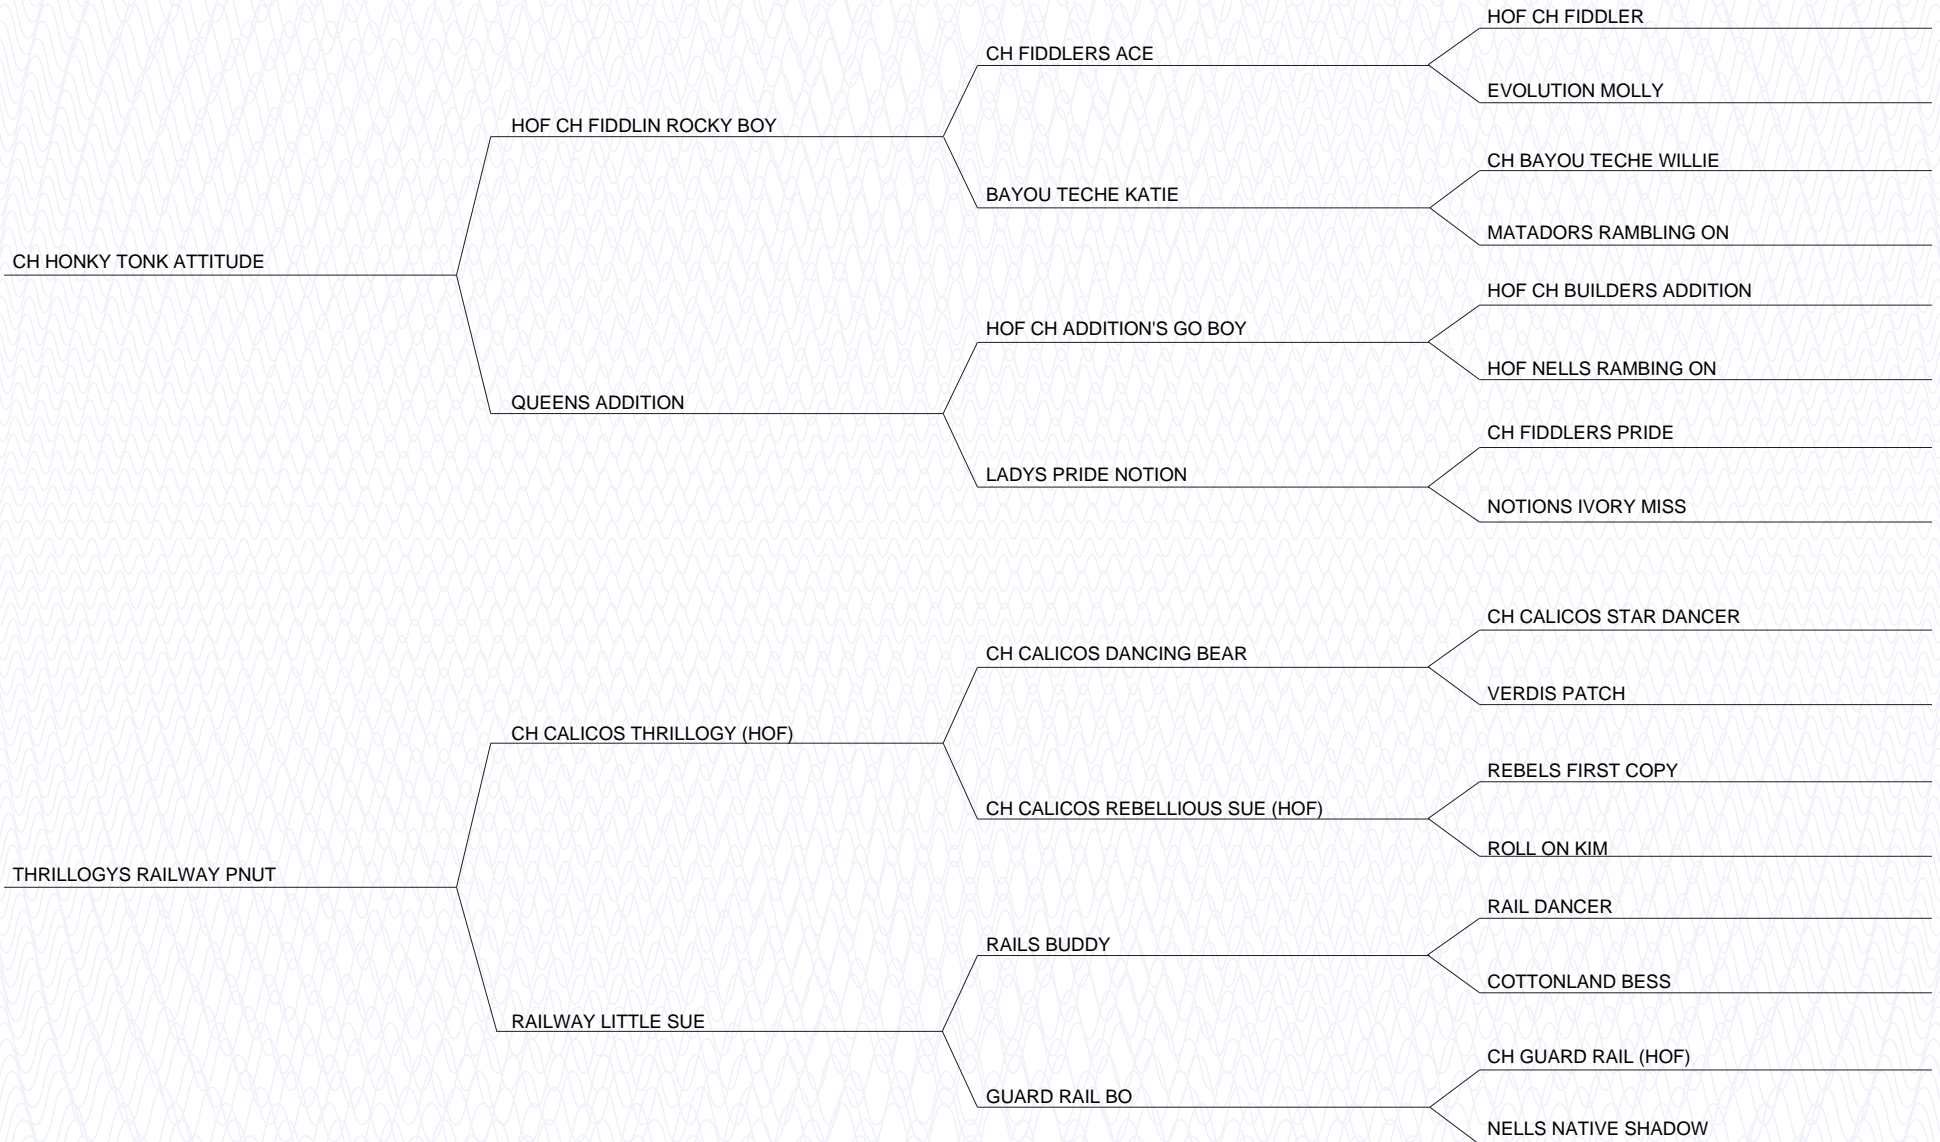 HOF CH FIDDLER
CH FIDDLERS ACE
EVOLUTION MOLLY
HOF CH FIDDLIN ROCKY BOY
CH BAYOU TECHE WILLIE
BAYOU TECHE KATIE
MATADORS RAMBLING ON
CH HONKY TONK ATTITUDE
HOF CH BUILDERS ADDITION
HOF CH ADDITION'S GO BOY
HOF NELLS RAMBING ON
QUEENS ADDITION
CH FIDDLERS PRIDE
LADYS PRIDE NOTION
NOTIONS IVORY MISS
CH CALICOS STAR DANCER
CH CALICOS DANCING BEAR
VERDIS PATCH
CH CALICOS THRILLOGY (HOF)
REBELS FIRST COPY
CH CALICOS REBELLIOUS SUE (HOF)
ROLL ON KIM
THRILLOGYS RAILWAY PNUT
RAIL DANCER
RAILS BUDDY
COTTONLAND BESS
RAILWAY LITTLE SUE
CH GUARD RAIL (HOF)
GUARD RAIL BO
NELLS NATIVE SHADOW